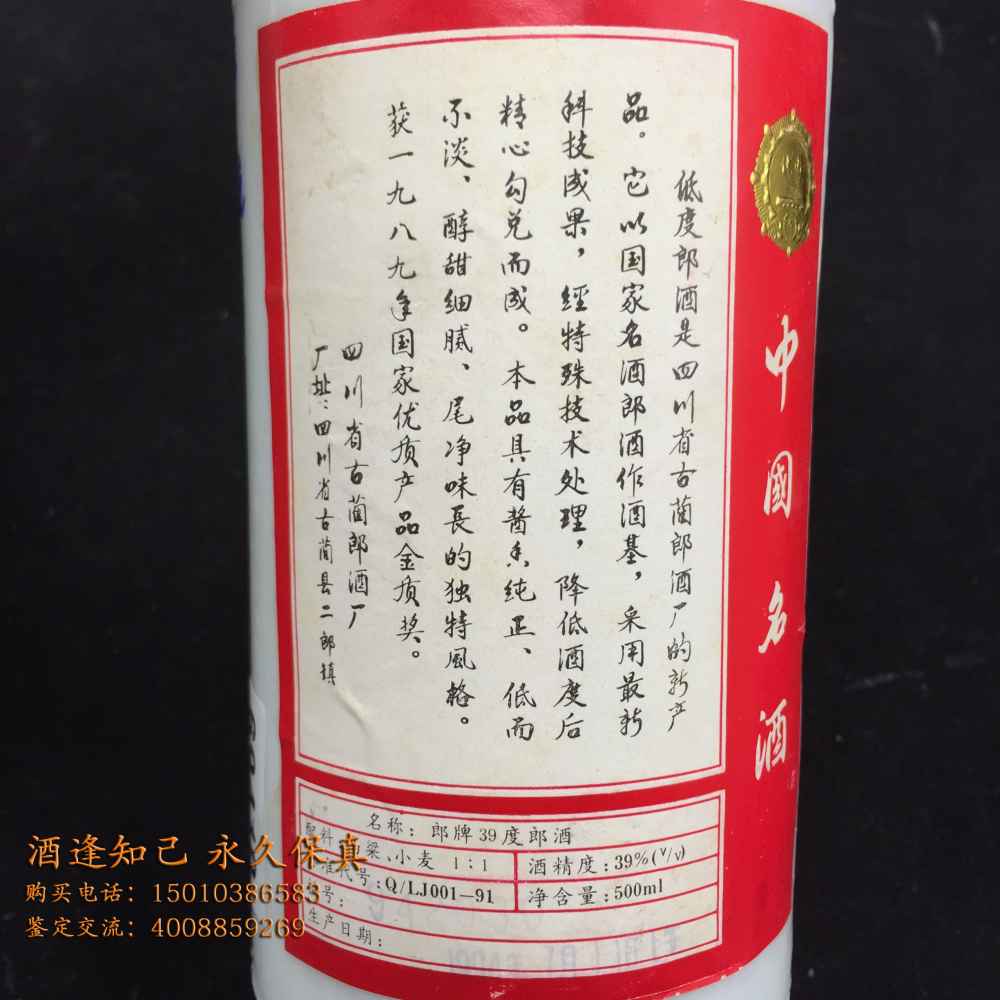 低度郎酒是四川省古蔺郎酒厂的新产
品。它以国家名酒郎酒作酒基，采用最新
科技成果，經特殊技术处理，降低酒度后
精心勾兑而成。本品具有酱香纯正、低而
不淡、醇甜细腻、尾净味長的独特風格。
获一九八九年国家优质产品金质奖。
四川省古蔺郎酒厂
厂址：四川省古蔺县二郎镇
中國名酒
名称：郎牌39度郎酒
梁、小麦 1：1
酒精度：39%(V/V)
代号：Q/LJ001-91
净含量：500ml
号：
生产日期：
酒逢知己 永久保真
购买电话：15010386583
鉴定交流：4008859269